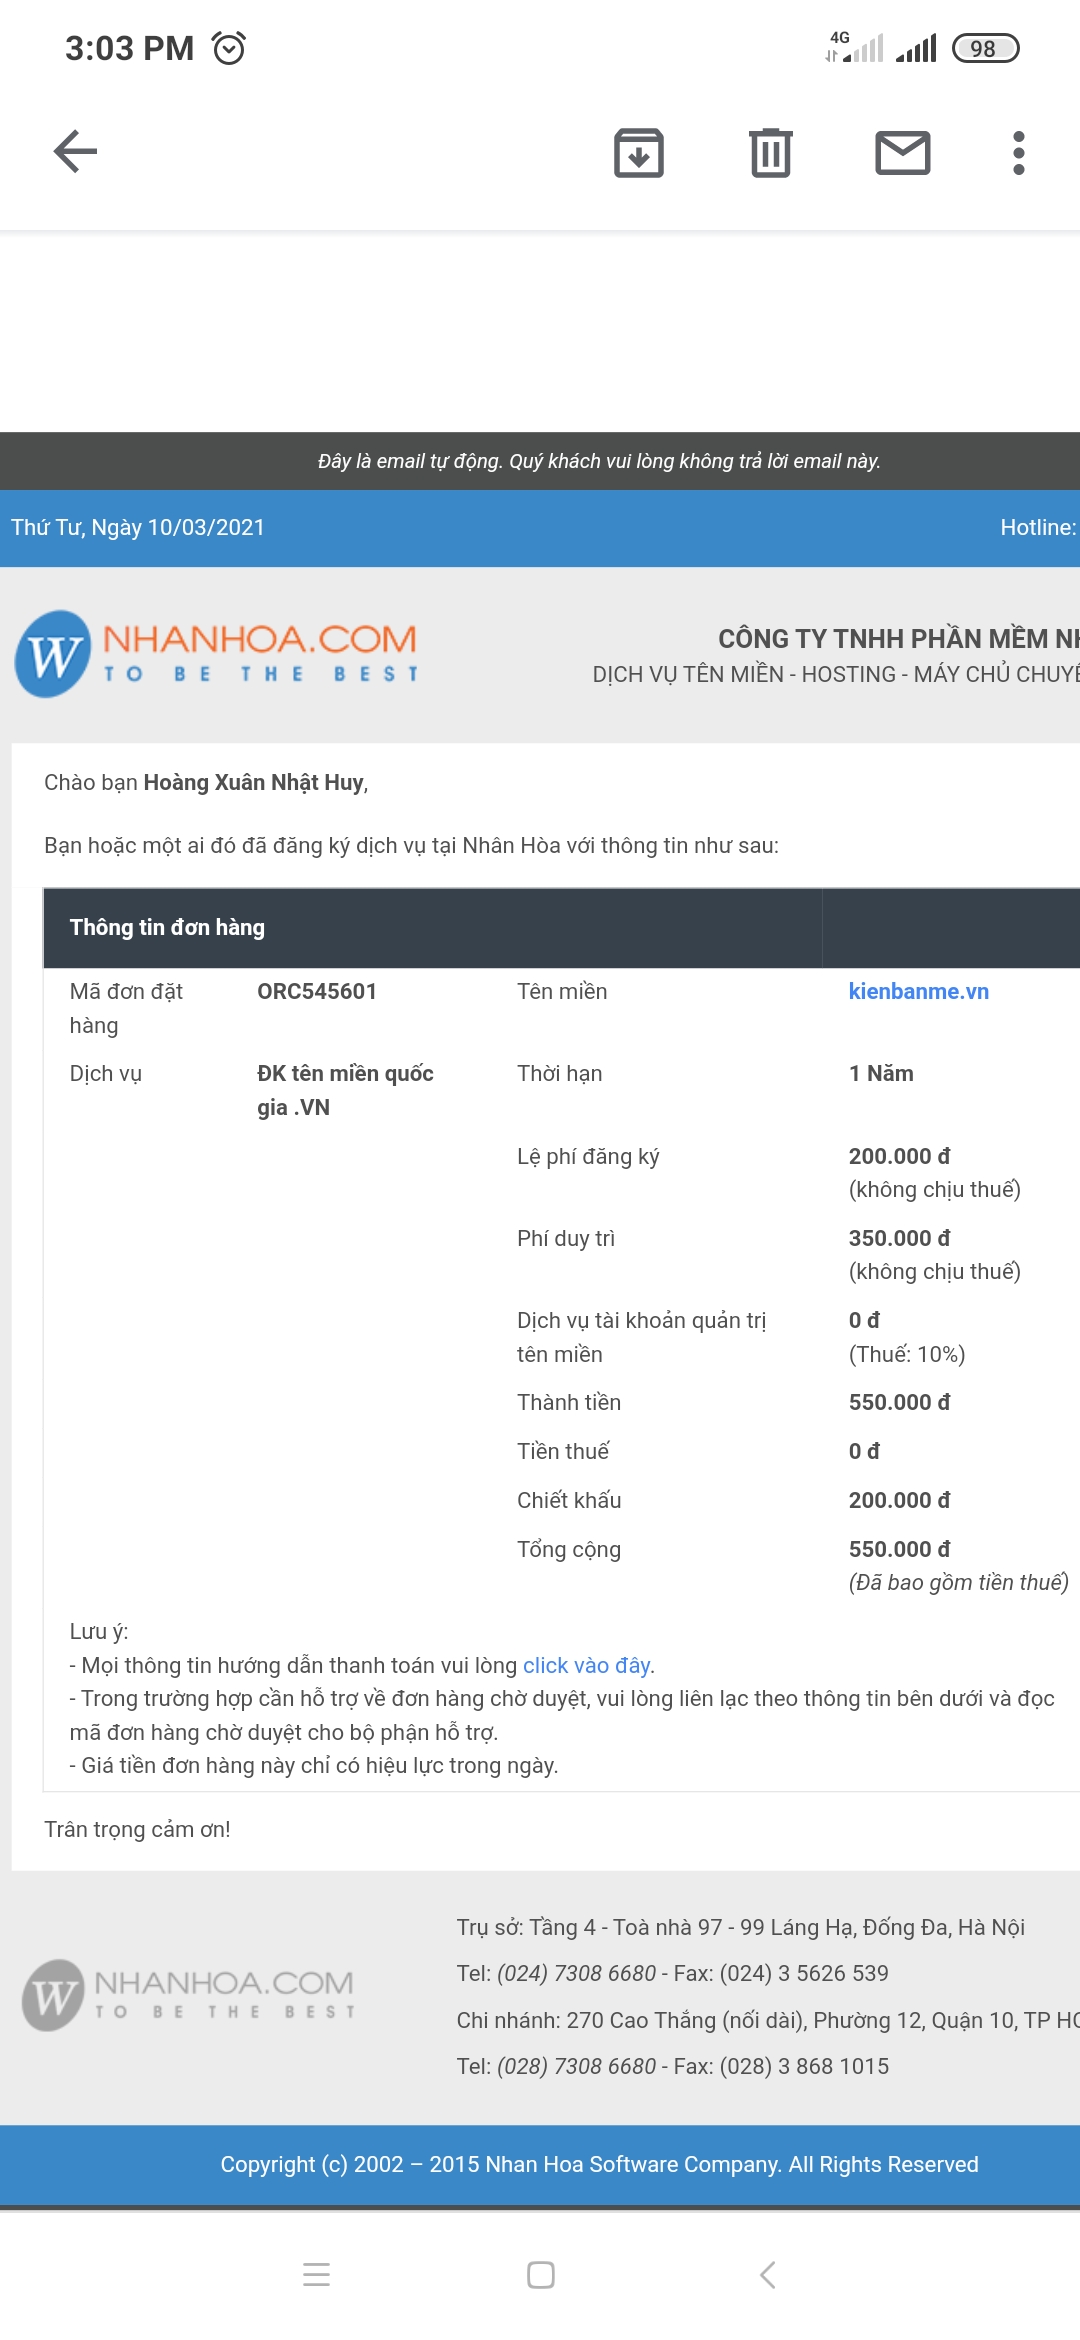 3:03 PM
4G
98
Đây là email tự động. Quý khách vui lòng không trả lời email này.
Thứ Tư, Ngày 10/03/2021
Hotline:
W NHANHOA.COM
TO BE THE BEST
CÔNG TY TNHH PHẦN MỀM NH
DỊCH VỤ TÊN MIỀN - HOSTING - MÁY CHỦ CHUYÊ
Chào bạn Hoàng Xuân Nhật Huy,
Bạn hoặc một ai đó đã đăng ký dịch vụ tại Nhân Hòa với thông tin như sau:
Thông tin đơn hàng
Mã đơn đặt hàng ORC545601 Tên miền kienbanme.vn
Dịch vụ ĐK tên miền quốc gia .VN Thời hạn 1 Năm
Lệ phí đăng ký 200.000 đ
(không chịu thuế)
Phí duy trì 350.000 đ
(không chịu thuế)
Dịch vụ tài khoản quản trị tên miền 0 đ
(Thuế: 10%)
Thành tiền 550.000 đ
Tiền thuế 0 đ
Chiết khấu 200.000 đ
Tổng cộng 550.000 đ
(Đã bao gồm tiền thuế)
Lưu ý:
- Mọi thông tin hướng dẫn thanh toán vui lòng click vào đây.
- Trong trường hợp cần hỗ trợ về đơn hàng chờ duyệt, vui lòng liên lạc theo thông tin bên dưới và đọc
mã đơn hàng chờ duyệt cho bộ phận hỗ trợ.
- Giá tiền đơn hàng này chỉ có hiệu lực trong ngày.
Trân trọng cảm ơn!
W NHANHOA.COM
TO BE THE BEST
Trụ sở: Tầng 4 - Toà nhà 97 - 99 Láng Hạ, Đống Đa, Hà Nội
Tel: (024) 7308 6680 - Fax: (024) 3 5626 539
Chi nhánh: 270 Cao Thắng (nối dài), Phường 12, Quận 10, TP HC
Tel: (028) 7308 6680 - Fax: (028) 3 868 1015
Copyright (c) 2002 – 2015 Nhan Hoa Software Company. All Rights Reserved